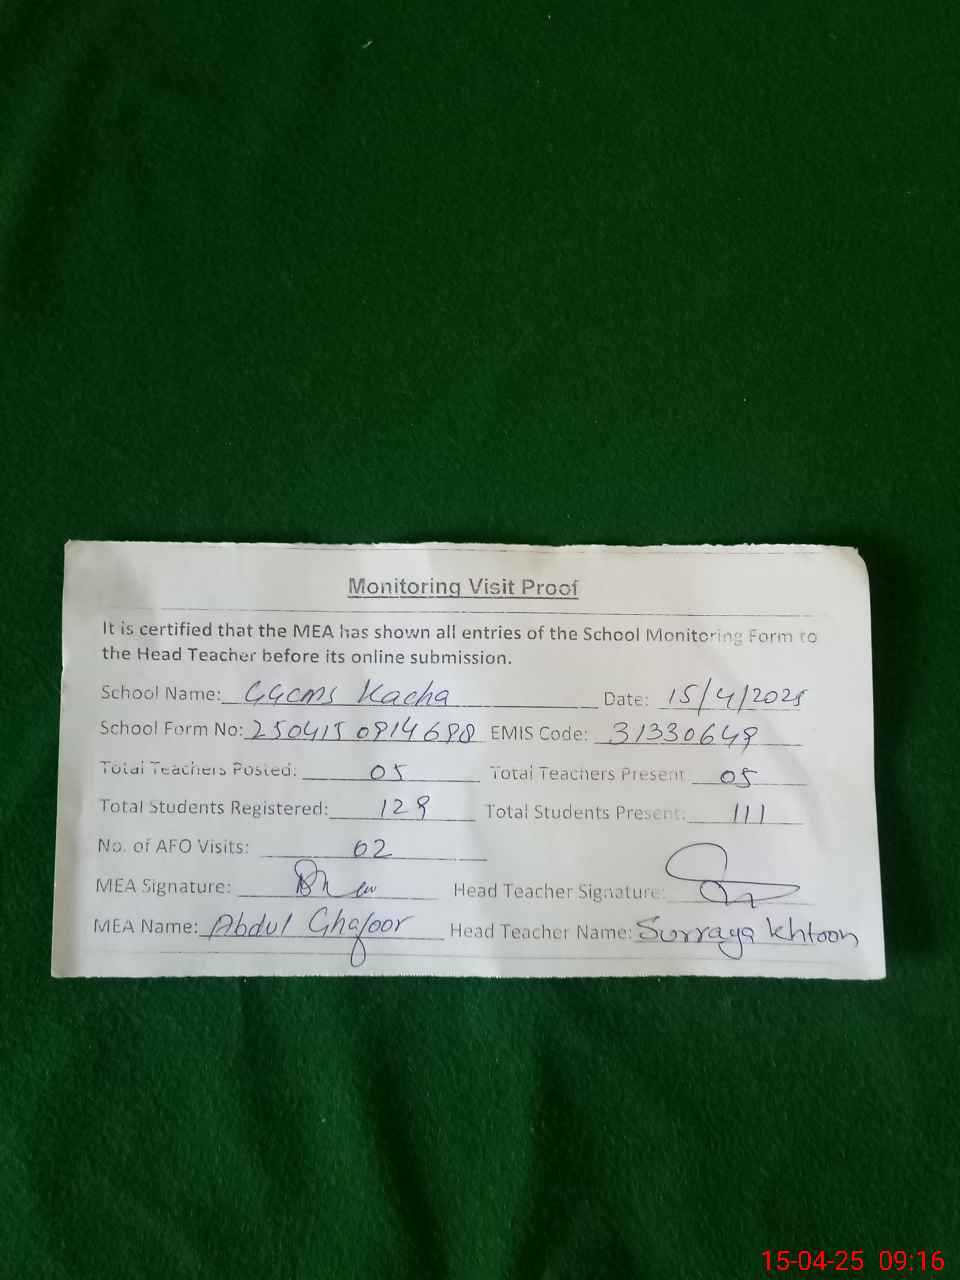 Monitoring Visit Proof
It is certified that the MEA has shown all entries of the School Monitoring Form to
the Head Teacher before its online submission.
School Name: GGCMS Kacha Date: 15/4/2025
School Form No: 250415 0914680 EMIS Code: 31330649
Total Teachers Posted: 05 Total Teachers Present: 05
Total Students Registered: 129 Total Students Present: 111
No. of AFO Visits: 02
MEA Signature: Head Teacher Signature:
MEA Name: Abdul Ghafoor Head Teacher Name: Surraya Khtoon
15-04-25 09:16